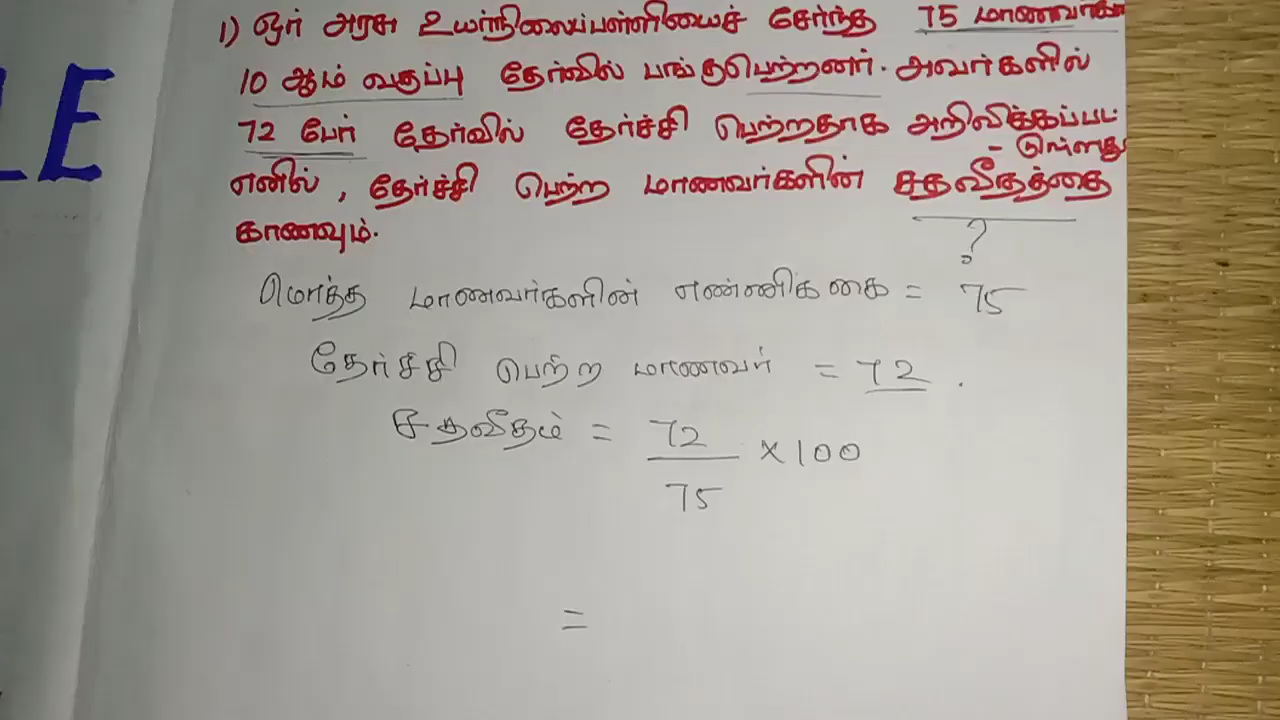 LE
1) ஓர் அரசு உயர்நிலைப்பள்ளியைச் சேர்ந்த 75 மாணவர்கள்
10 ஆம் வகுப்பு தேர்வில் பங்குபெற்றனர். அவர்களில்
72 பேர் தேர்வில் தேர்ச்சி பெற்றதாக அறிவிக்கப்பட
- டுள்ளது
எனில் , தேர்ச்சி பெற்ற மாணவர்களின் சதவீதத்தை
காணவும்.
?
மொத்த மாணவர்களின் எண்ணிக்கை = 75
தேர்ச்சி பெற்ற மாணவர் = 72 .
சதவீதம் = 72
75
× 100
=